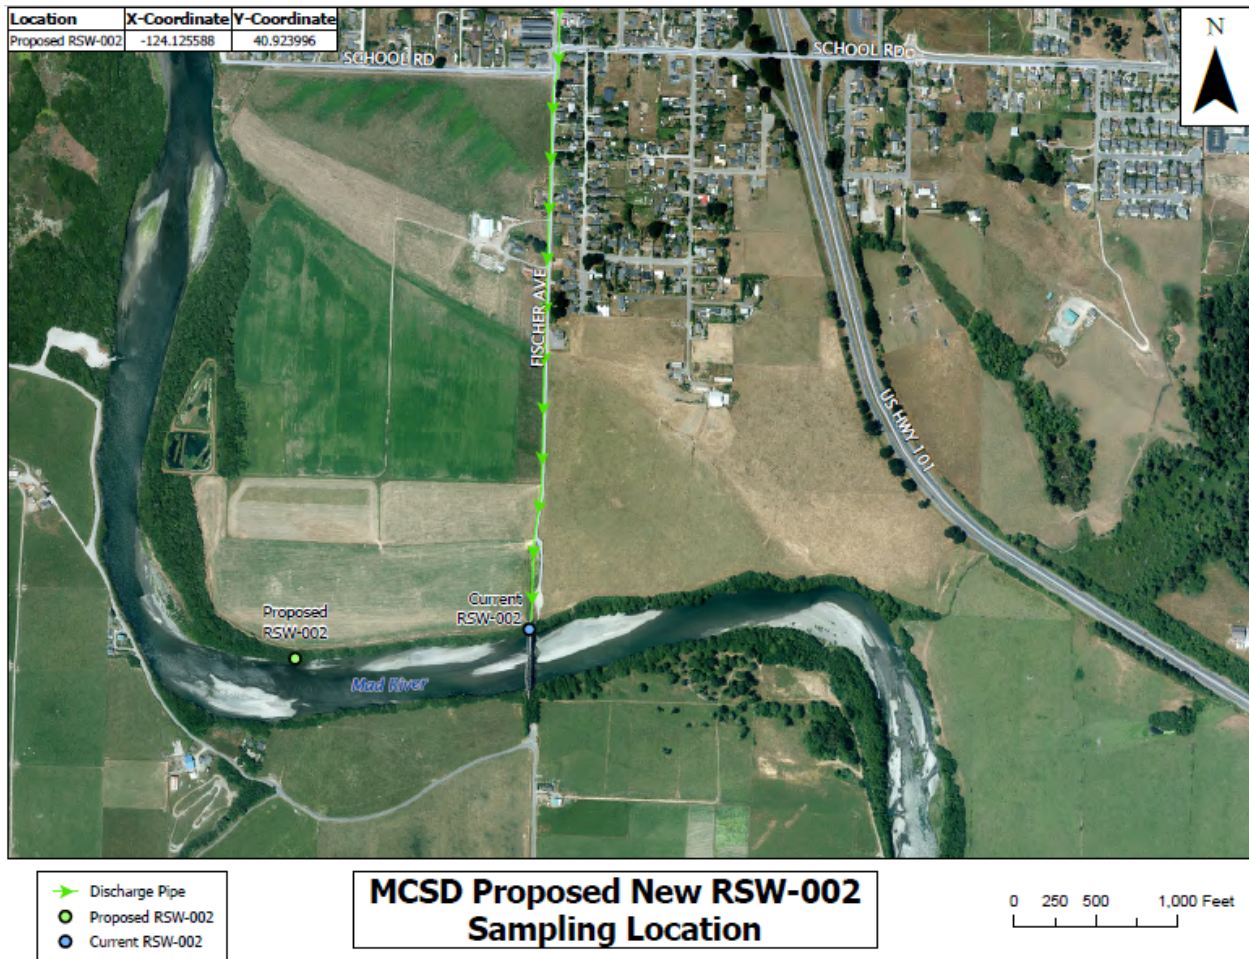 Location X-Coordinate Y-Coordinate
Proposed RSW-002 -124.125588 40.923996
N
SCHOOL RD
SCHOOL RD
FISCHER AVE
US HWY 101
Proposed
RSW-002
Current
RSW-002
Mad River
Discharge Pipe
Proposed RSW-002
Current RSW-002
MCSD Proposed New RSW-002
Sampling Location
0 250 500 1,000 Feet